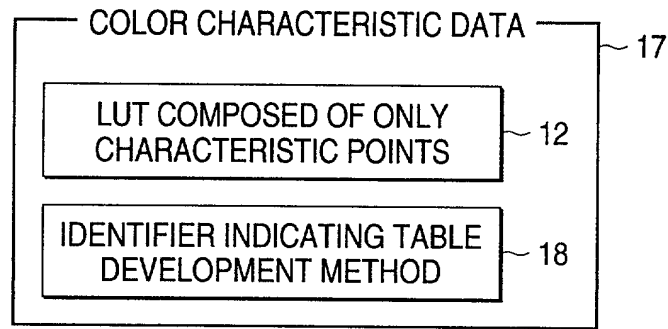 COLOR CHARACTERISTIC DATA
17
LUT COMPOSED OF ONLY
CHARACTERISTIC POINTS
12
IDENTIFIER INDICATING TABLE
DEVELOPMENT METHOD
18